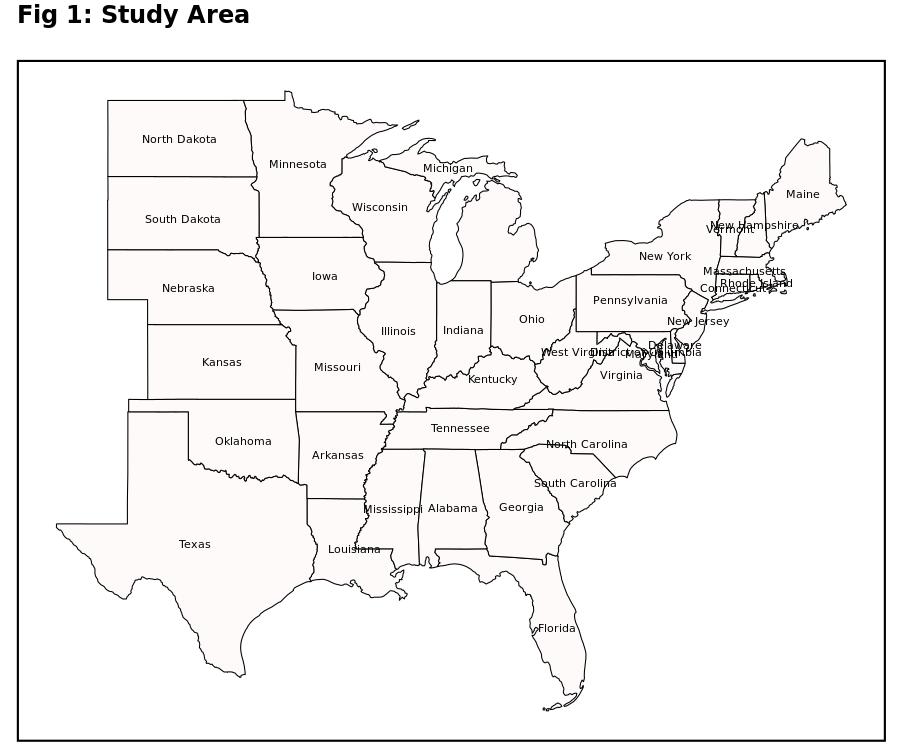 Fig 1: Study Area
North Dakota
Minnesota
Michigan
Maine
Wisconsin
South Dakota
New Hampshire
Vermont
New York
Massachusetts
Iowa
Rhode Island
Nebraska
Connecticut
Pennsylvania
Ohio
New Jersey
Illinois
Indiana
Delaware
West Virginia
District of Columbia
Maryland
Kansas
Missouri
Virginia
Kentucky
Tennessee
Oklahoma
North Carolina
Arkansas
South Carolina
Mississippi
Alabama
Georgia
Texas
Louisiana
Florida